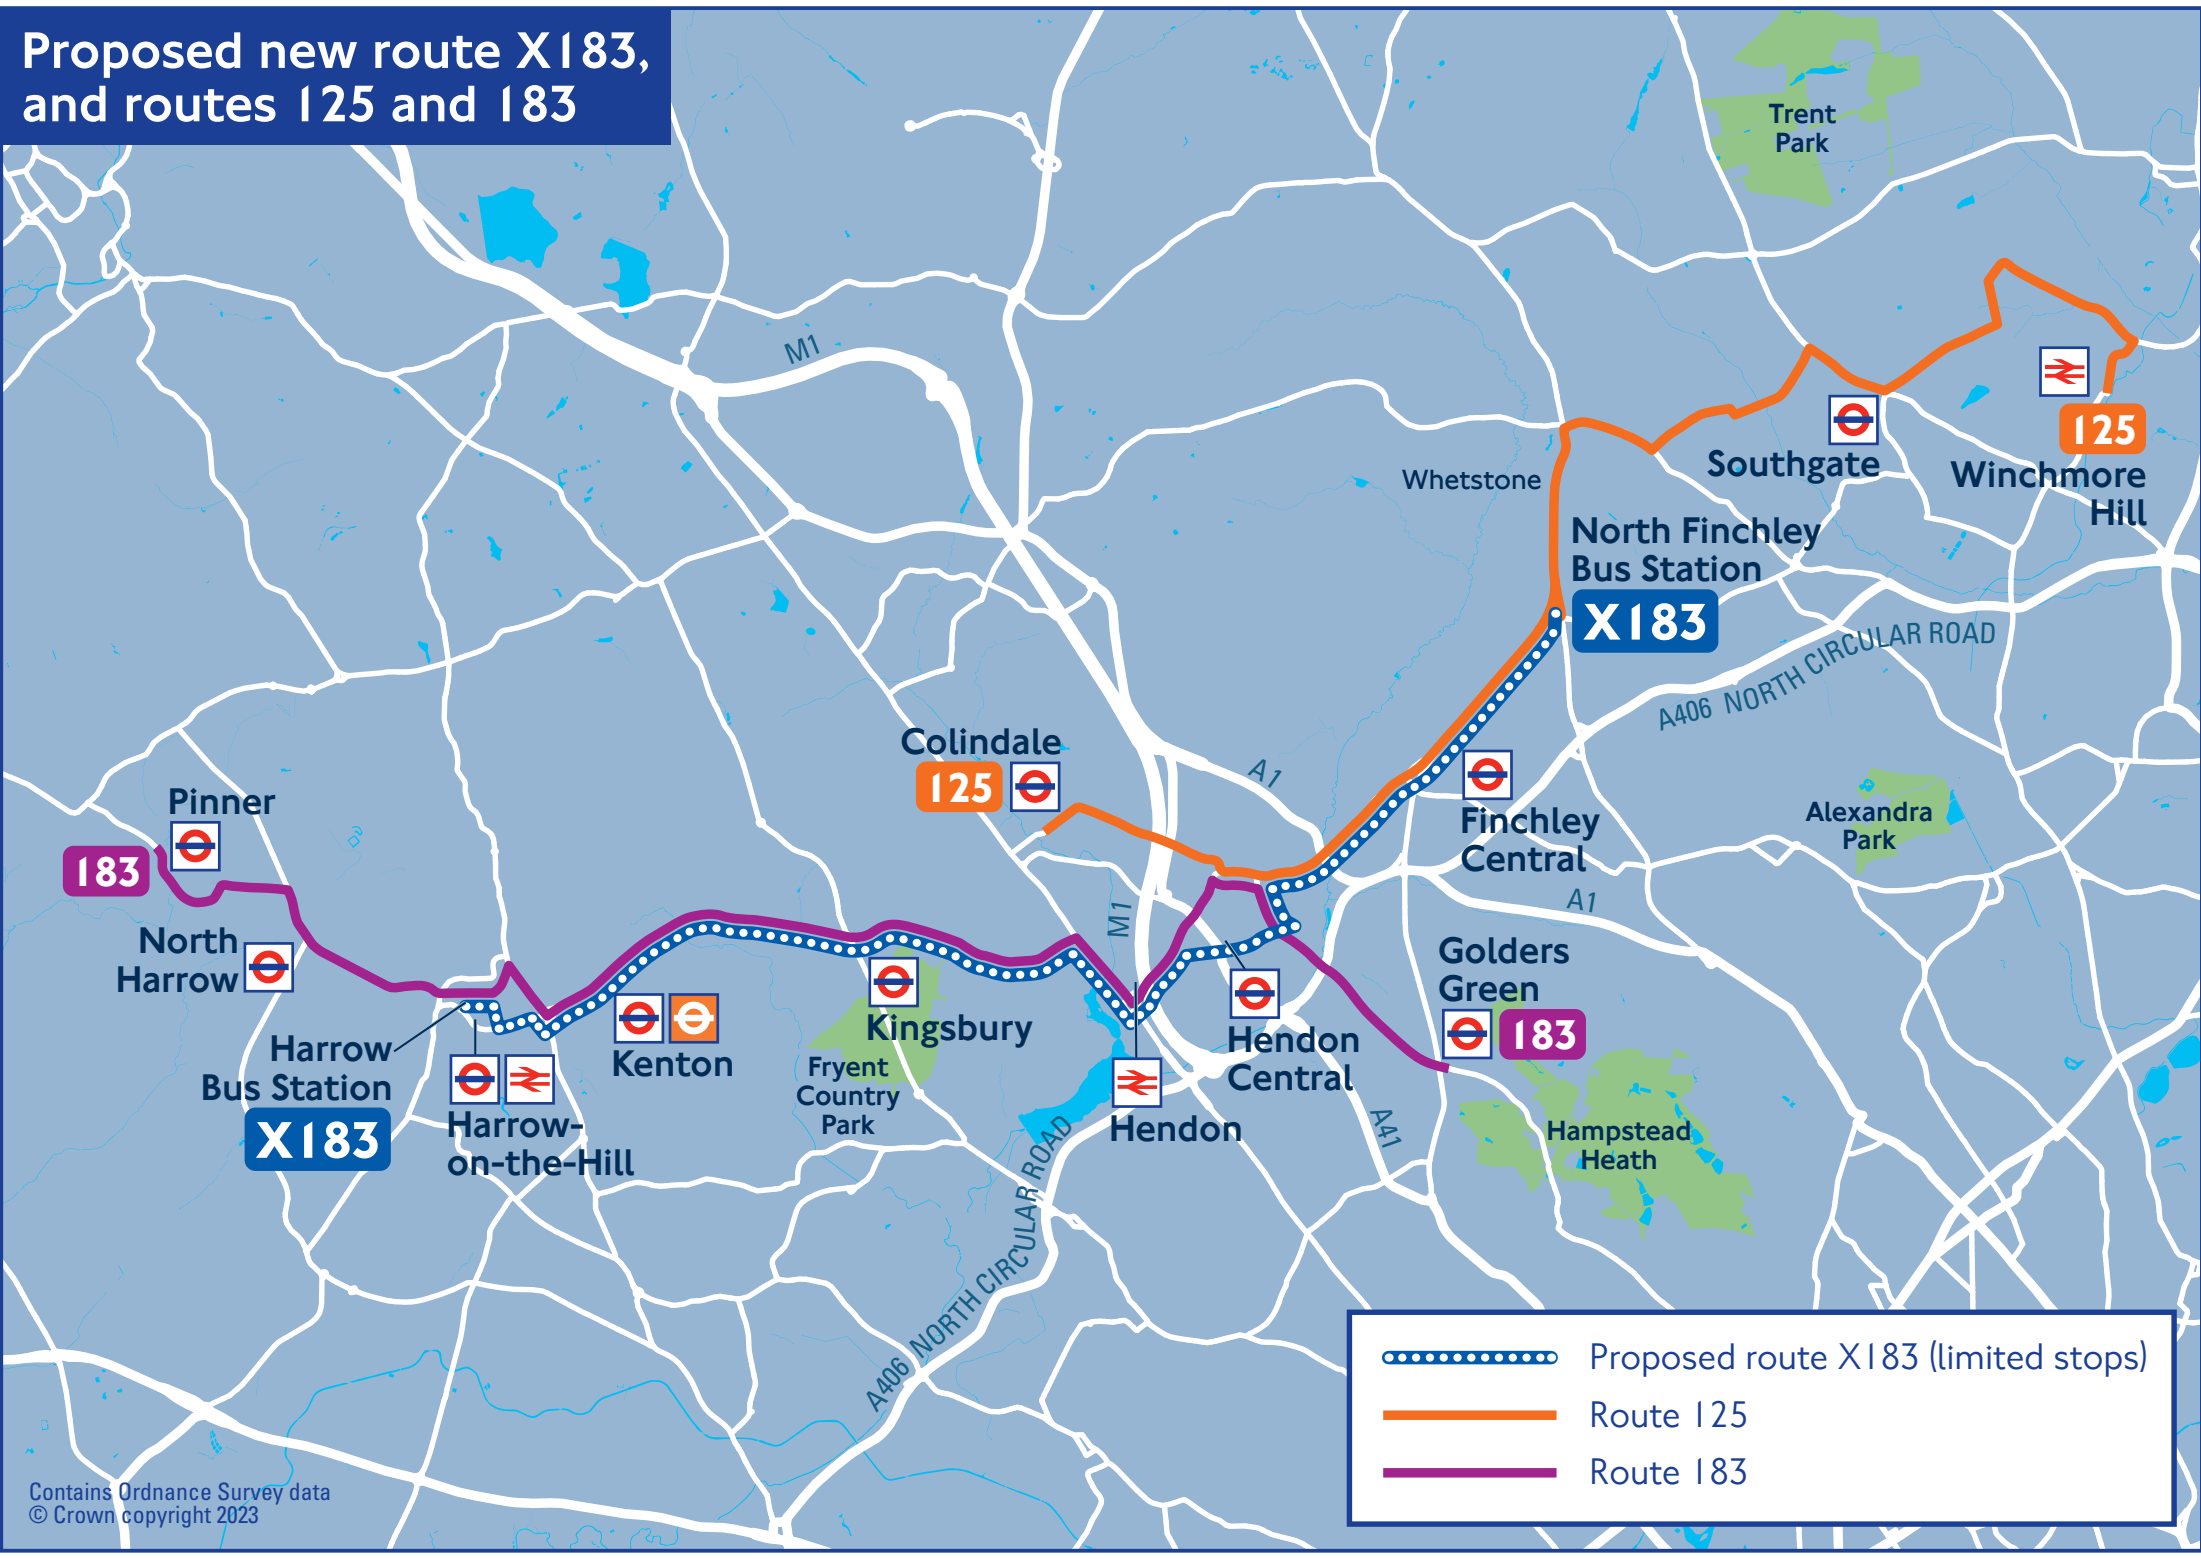 Proposed new route X183,
and routes 125 and 183
Trent
Park
M1
Whetstone
Southgate
125
Winchmore
Hill
North Finchley
Bus Station
X183
A406 NORTH CIRCULAR ROAD
Colindale
125
A1
Pinner
183
Finchley
Central
Alexandra
Park
A1
M1
North
Harrow
Golders
Green
183
Kingsbury
Harrow
Bus Station
X183
Kenton
Fryent
Country
Park
Hendon
Central
Harrow-
on-the-Hill
Hendon
A41
Hampstead
Heath
A406 NORTH CIRCULAR ROAD
Proposed route X183 (limited stops)
Route 125
Route 183
Contains Ordnance Survey data
© Crown copyright 2023